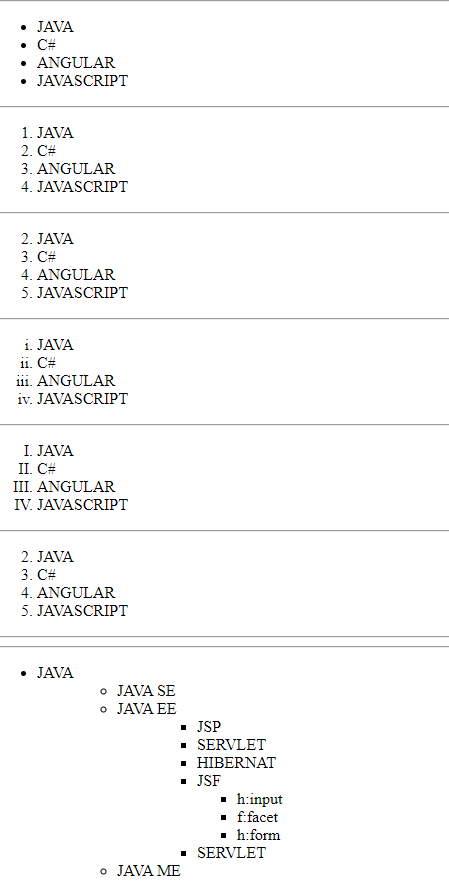 • JAVA
• C#
• ANGULAR
• JAVASCRIPT
1. JAVA
2. C#
3. ANGULAR
4. JAVASCRIPT
2. JAVA
3. C#
4. ANGULAR
5. JAVASCRIPT
i. JAVA
ii. C#
iii. ANGULAR
iv. JAVASCRIPT
I. JAVA
II. C#
III. ANGULAR
IV. JAVASCRIPT
2. JAVA
3. C#
4. ANGULAR
5. JAVASCRIPT
• JAVA
◦ JAVA SE
◦ JAVA EE
▪ JSP
▪ SERVLET
▪ HIBERNAT
▪ JSF
▪ h:input
▪ f:facet
▪ h:form
▪ SERVLET
◦ JAVA ME